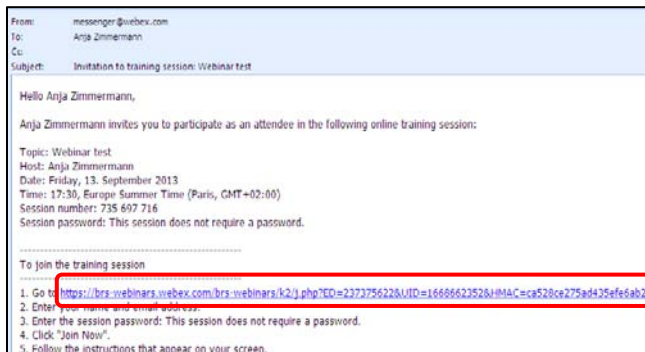 From: messenger@webex.com
To: Anja Zimmermann
Cc:
Subject: Invitation to training session: Webinar test
Hello Anja Zimmermann,
Anja Zimmermann invites you to participate as an attendee in the following online training session:
Topic: Webinar test
Host: Anja Zimmermann
Date: Friday, 13. September 2013
Time: 17:30, Europe Summer Time (Paris, GMT+02:00)
Session number: 735 697 716
Session password: This session does not require a password.
-------------------------------------------------------
To join the training session
-------------------------------------------------------
1. Go to https://brs-webinars.webex.com/brs-webinars/k2/j.php?ED=237375622&UID=1668662352&HMAC=ca528ce275ad435efe6ab2
2. Enter your name and email address.
3. Enter the session password: This session does not require a password.
4. Click "Join Now".
5. Follow the instructions that appear on your screen.